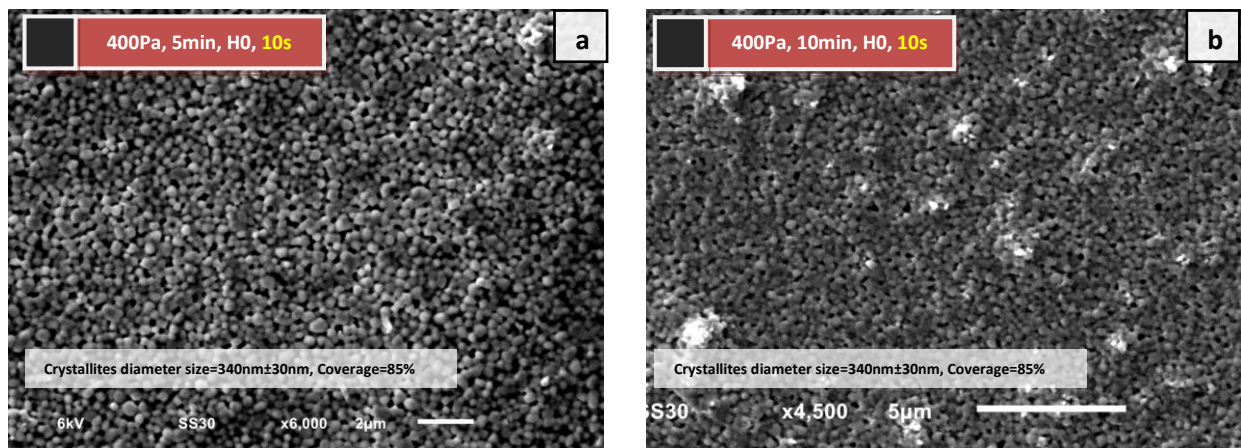 400Pa, 5min, H0, 10s
a
Crystallites diameter size=340nm±30nm, Coverage=85%
6kV SS30 x6,000 2µm
400Pa, 10min, H0, 10s
b
Crystallites diameter size=340nm±30nm, Coverage=85%
SS30 x4,500 5µm